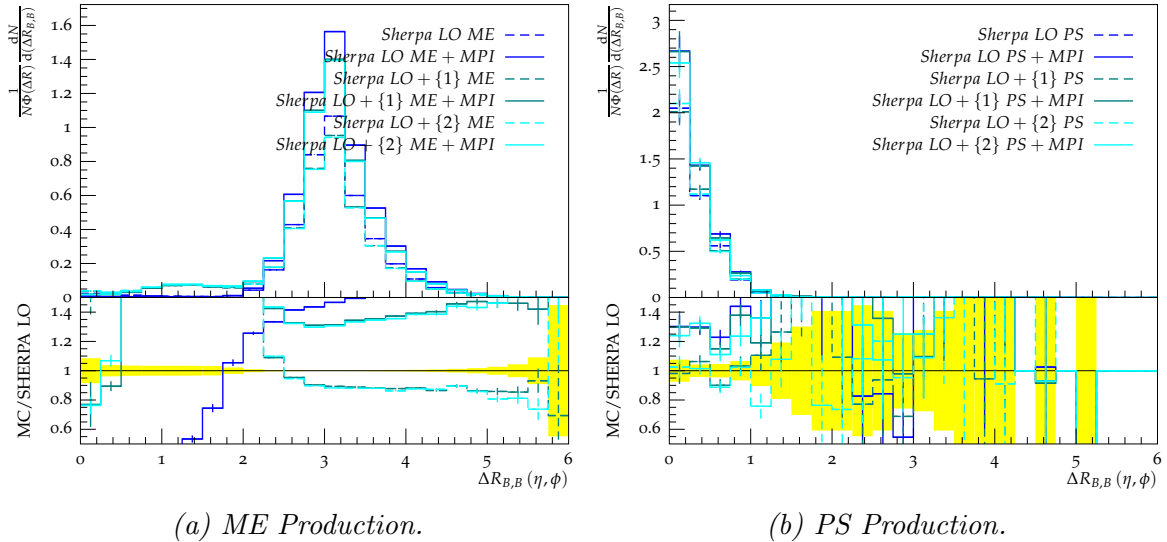 1/NΦ(ΔR) dN/d(ΔR_{B,B})
1.6
1.4
1.2
1
0.8
0.6
0.4
0.2
0
Sherpa LO ME
Sherpa LO ME + MPI
Sherpa LO + {1} ME
Sherpa LO + {1} ME + MPI
Sherpa LO + {2} ME
Sherpa LO + {2} ME + MPI
MC/SHERPA LO
1.4
1.2
1
0.8
0.6
0 1 2 3 4 5 6
ΔR_{B,B} (η, ϕ)
(a) ME Production.
1/NΦ(ΔR) dN/d(ΔR_{B,B})
3
2.5
2
1.5
1
0.5
0
Sherpa LO PS
Sherpa LO PS + MPI
Sherpa LO + {1} PS
Sherpa LO + {1} PS + MPI
Sherpa LO + {2} PS
Sherpa LO + {2} PS + MPI
MC/SHERPA LO
1.4
1.2
1
0.8
0.6
0 1 2 3 4 5 6
ΔR_{B,B} (η, ϕ)
(b) PS Production.